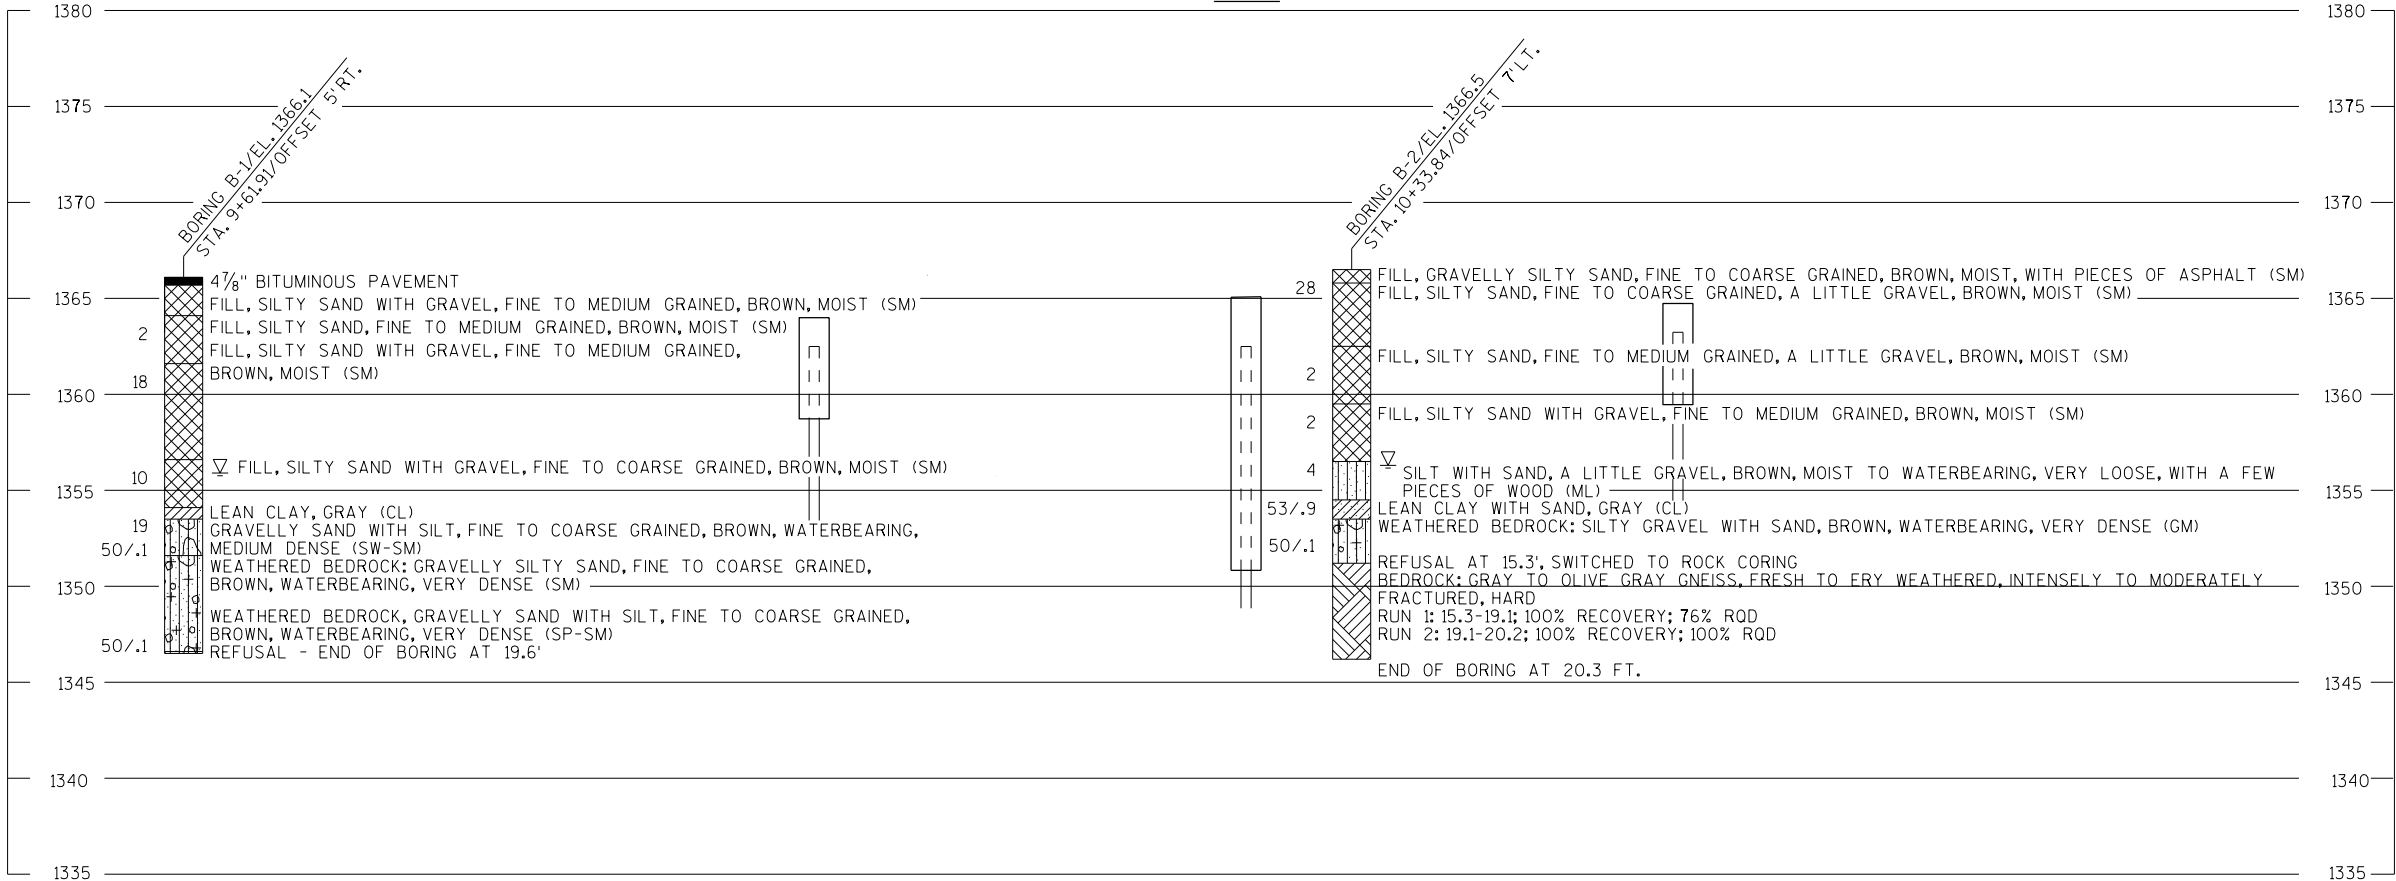 1380
1375
1370
1365
1360
1355
1350
1345
1340
1335
BORING B-1/EL. 1366.1
STA. 9+61.91/OFFSET 5' RT.
4 7/8" BITUMINOUS PAVEMENT
FILL, SILTY SAND WITH GRAVEL, FINE TO MEDIUM GRAINED, BROWN, MOIST (SM)
FILL, SILTY SAND, FINE TO MEDIUM GRAINED, BROWN, MOIST (SM)
FILL, SILTY SAND WITH GRAVEL, FINE TO MEDIUM GRAINED,
BROWN, MOIST (SM)
FILL, SILTY SAND WITH GRAVEL, FINE TO COARSE GRAINED, BROWN, MOIST (SM)
LEAN CLAY, GRAY (CL)
GRAVELLY SAND WITH SILT, FINE TO COARSE GRAINED, BROWN, WATERBEARING,
MEDIUM DENSE (SW-SM)
WEATHERED BEDROCK: GRAVELLY SILTY SAND, FINE TO COARSE GRAINED,
BROWN, WATERBEARING, VERY DENSE (SM)
WEATHERED BEDROCK, GRAVELLY SAND WITH SILT, FINE TO COARSE GRAINED,
BROWN, WATERBEARING, VERY DENSE (SP-SM)
REFUSAL - END OF BORING AT 19.6'
2
18
10
19
50/.1
50/.1
BORING B-2/EL. 1366.5
STA. 10+33.84/OFFSET 7' LT.
FILL, GRAVELLY SILTY SAND, FINE TO COARSE GRAINED, BROWN, MOIST, WITH PIECES OF ASPHALT (SM)
FILL, SILTY SAND, FINE TO COARSE GRAINED, A LITTLE GRAVEL, BROWN, MOIST (SM)
FILL, SILTY SAND, FINE TO MEDIUM GRAINED, A LITTLE GRAVEL, BROWN, MOIST (SM)
FILL, SILTY SAND WITH GRAVEL, FINE TO MEDIUM GRAINED, BROWN, MOIST (SM)
SILT WITH SAND, A LITTLE GRAVEL, BROWN, MOIST TO WATERBEARING, VERY LOOSE, WITH A FEW
PIECES OF WOOD (ML)
LEAN CLAY WITH SAND, GRAY (CL)
WEATHERED BEDROCK: SILTY GRAVEL WITH SAND, BROWN, WATERBEARING, VERY DENSE (GM)
REFUSAL AT 15.3', SWITCHED TO ROCK CORING
BEDROCK: GRAY TO OLIVE GRAY GNEISS, FRESH TO ERY WEATHERED, INTENSELY TO MODERATELY
FRACTURED, HARD
RUN 1: 15.3-19.1; 100% RECOVERY; 76% RQD
RUN 2: 19.1-20.2; 100% RECOVERY; 100% RQD
END OF BORING AT 20.3 FT.
28
2
2
4
53/.9
50/.1
1380
1375
1370
1365
1360
1355
1350
1345
1340
1335